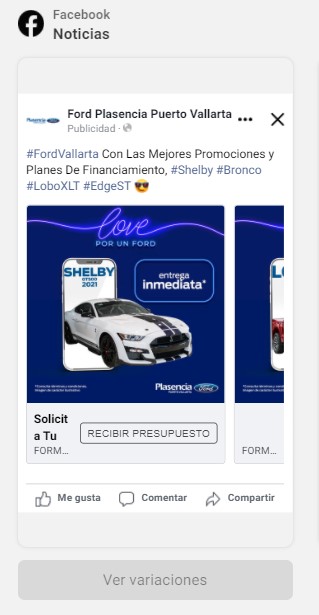 Facebook
Noticias
Ford Plasencia Puerto Vallarta
Publicidad
#FordVallarta Con Las Mejores Promociones y
Planes De Financiamiento, #Shelby #Bronco
#LoboXLT #EdgeST
love
POR UN FORD
SHELBY
GT500
2021
entrega
inmediata*
Plasencia
Ford
L
Solicit
a Tu
FORM...
RECIBIR PRESUPUESTO
FORM...
Me gusta
Comentar
Compartir
Ver variaciones